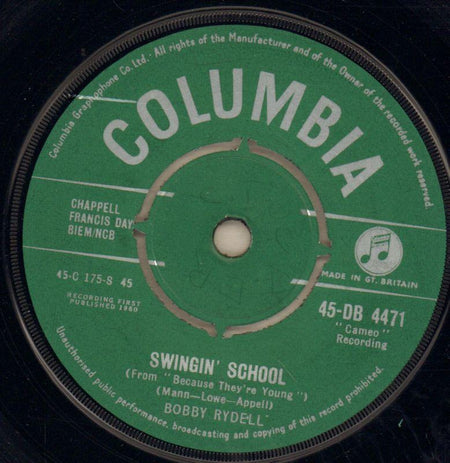 Columbia Graphophone Co. Ltd. · All rights of the Manufacturer and of the Owner of the recorded work reserved.
COLUMBIA
CHAPPELL
FRANCIS DAY
BIEM/NCB
45-C 175-S 45
RECORDING FIRST
PUBLISHED 1960
MADE IN GT. BRITAIN
45-DB 4471
"Cameo"
Recording
SWINGIN' SCHOOL
(From "Because They're Young")
(Mann—Lowe—Appell)
BOBBY RYDELL
Unauthorised public performance, broadcasting and copying of this record prohibited.